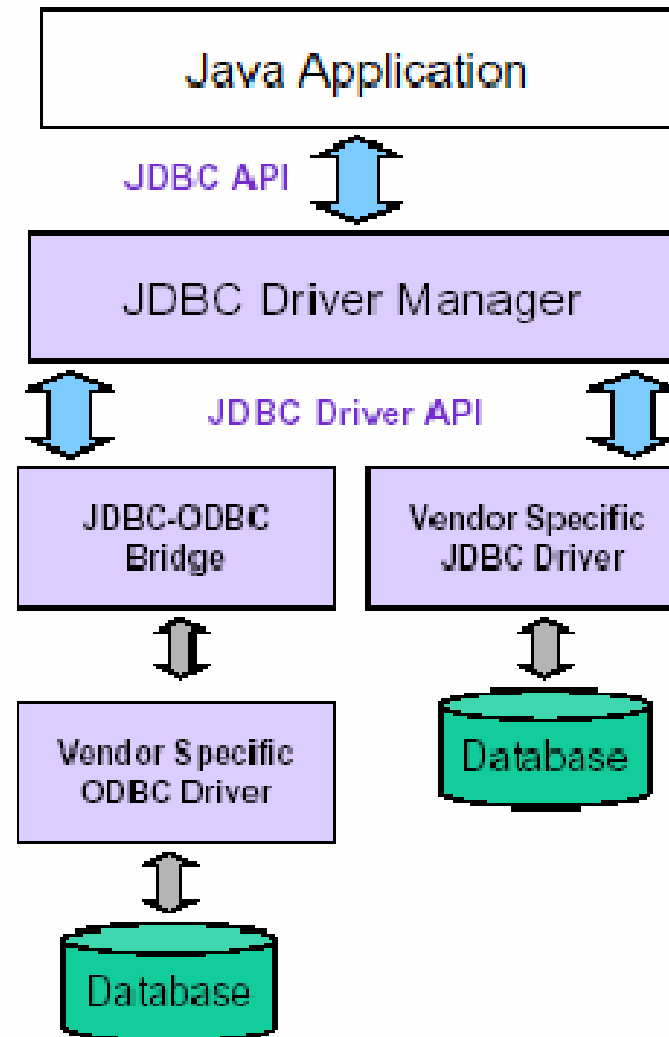 Java Application
JDBC API
JDBC Driver Manager
JDBC Driver API
JDBC-ODBC
Bridge
Vendor Specific
JDBC Driver
Vendor Specific
ODBC Driver
Database
Database